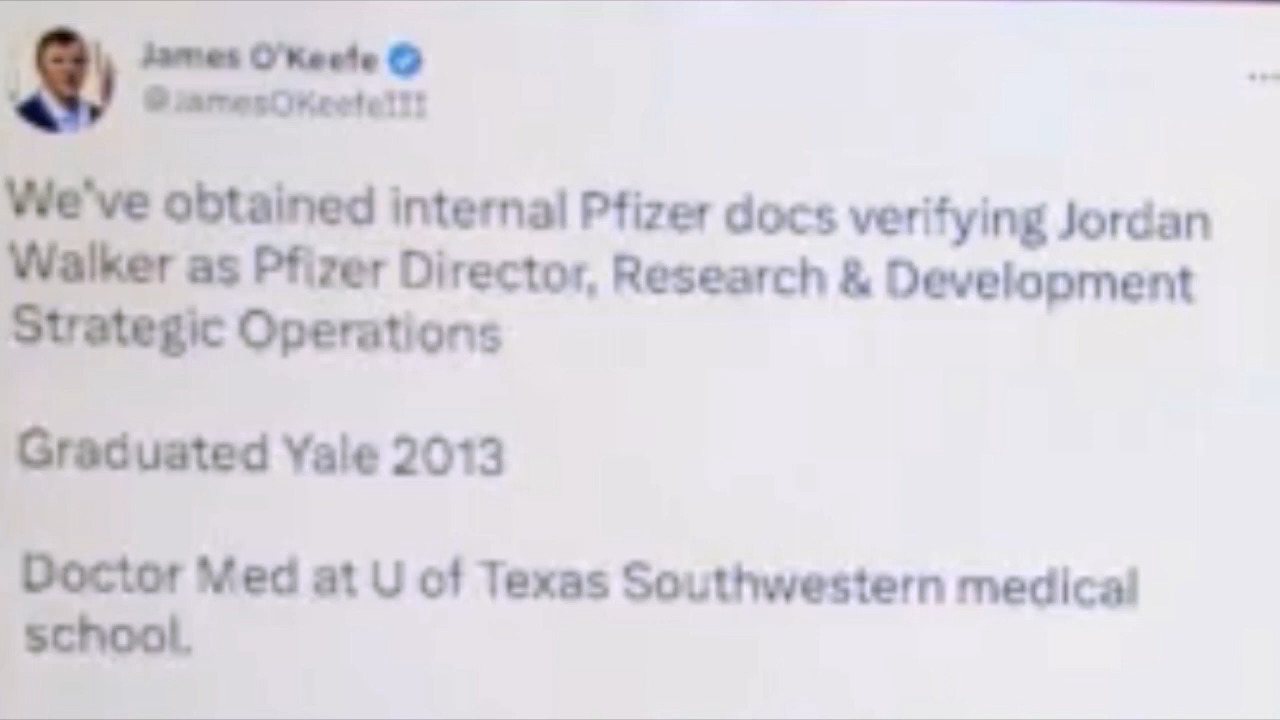 James O'Keefe
@JamesOKeefeIII
We've obtained internal Pfizer docs verifying Jordan
Walker as Pfizer Director, Research & Development
Strategic Operations
Graduated Yale 2013
Doctor Med at U of Texas Southwestern medical
school.